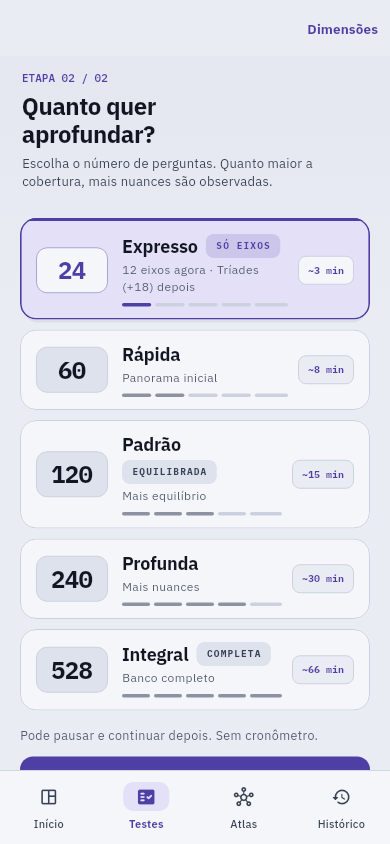 Dimensões
ETAPA 02 / 02
Quanto quer
aprofundar?
Escolha o número de perguntas. Quanto maior a
cobertura, mais nuances são observadas.
24
Expresso
SÓ EIXOS
12 eixos agora · Tríades
(+18) depois
~3 min
60
Rápida
Panorama inicial
~8 min
120
Padrão
EQUILIBRADA
Mais equilíbrio
~15 min
240
Profunda
Mais nuances
~30 min
528
Integral
COMPLETA
Banco completo
~66 min
Pode pausar e continuar depois. Sem cronômetro.
Início
Testes
Atlas
Histórico